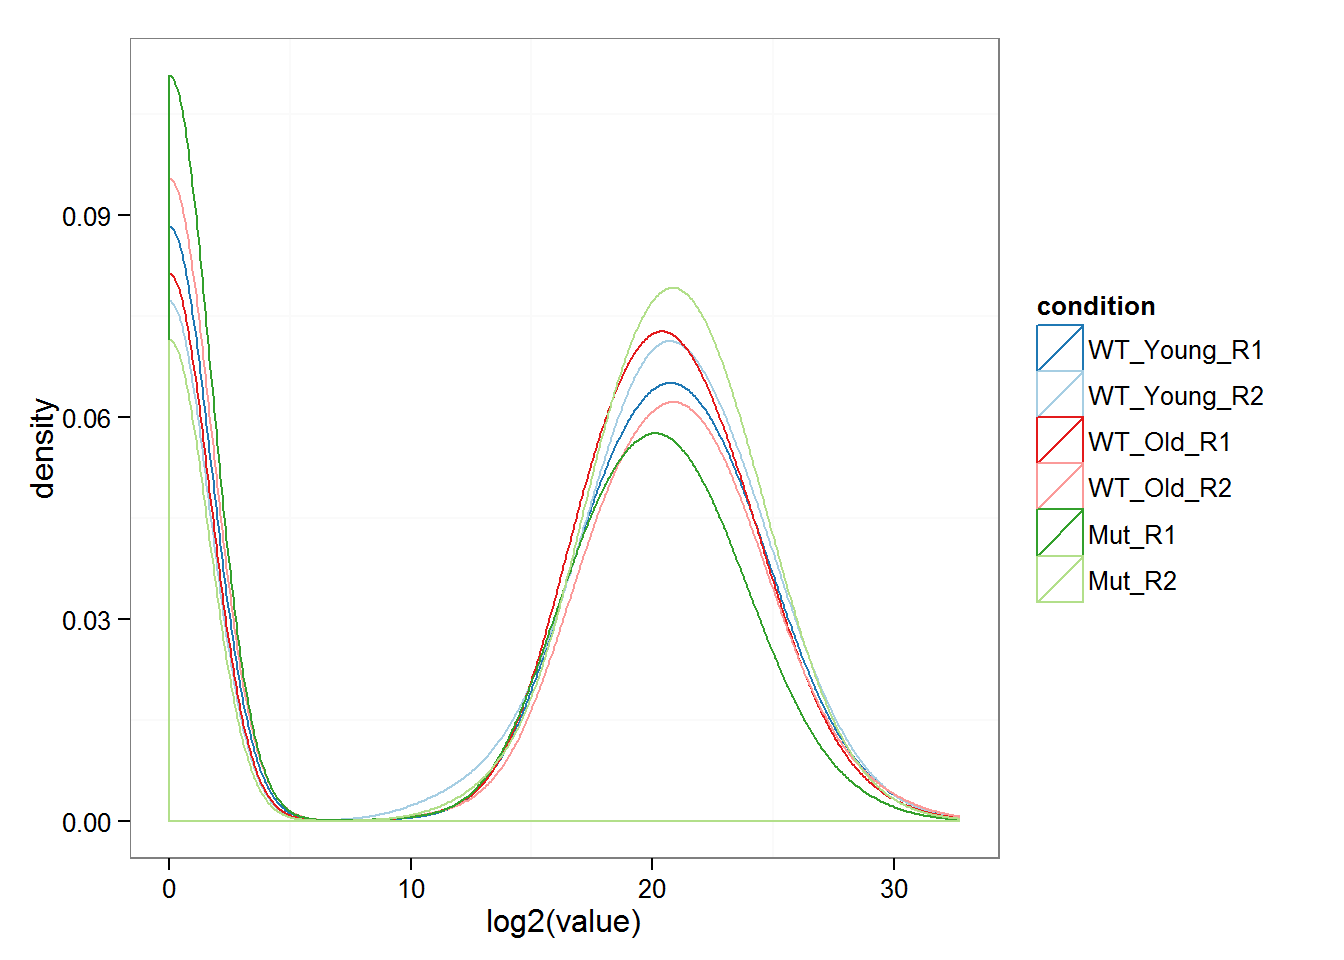 density
0.09
0.06
0.03
0.00
0
10
20
30
log2(value)
condition
WT_Young_R1
WT_Young_R2
WT_Old_R1
WT_Old_R2
Mut_R1
Mut_R2